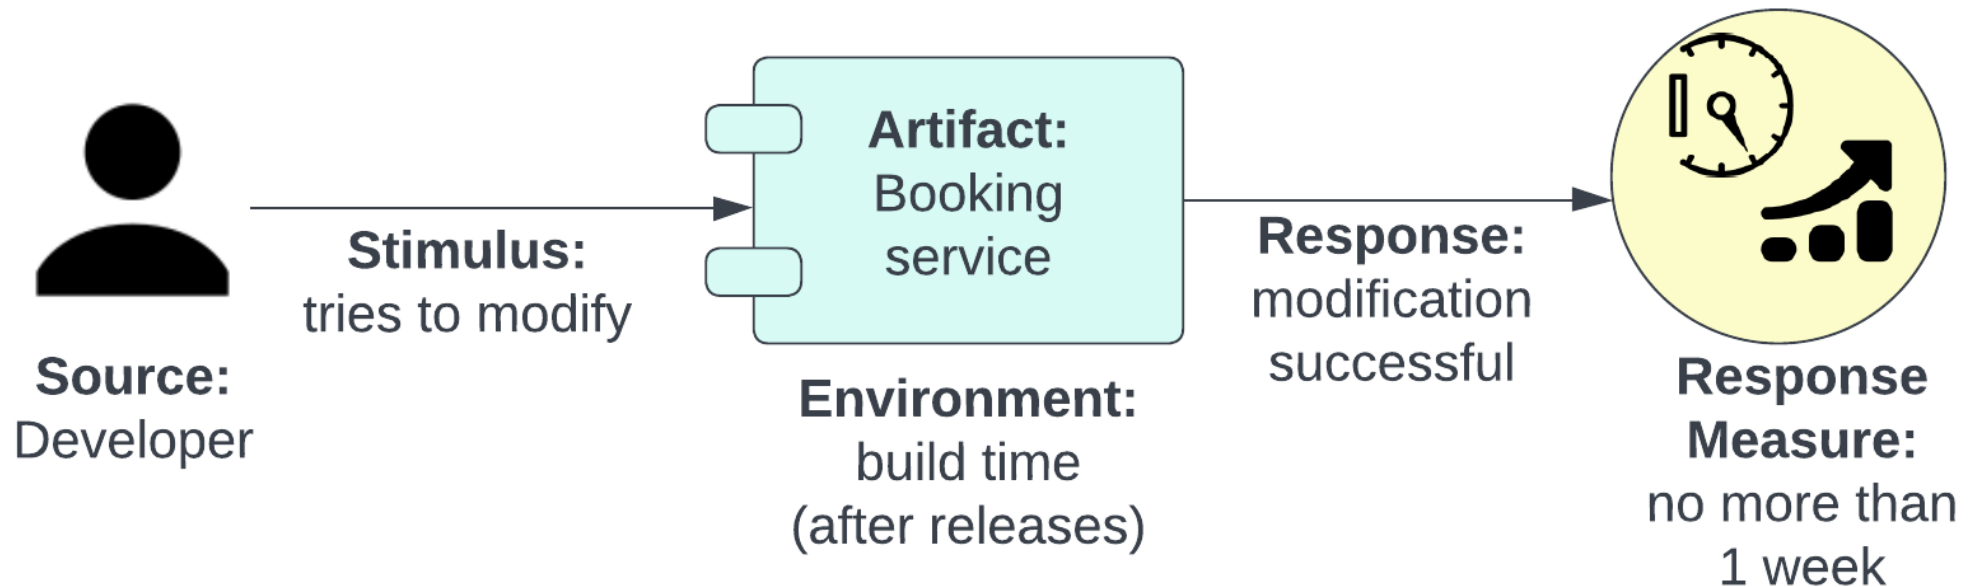 Source:
Developer
Stimulus:
tries to modify
Artifact:
Booking
service
Environment:
build time
(after releases)
Response:
modification
successful
Response
Measure:
no more than
1 week